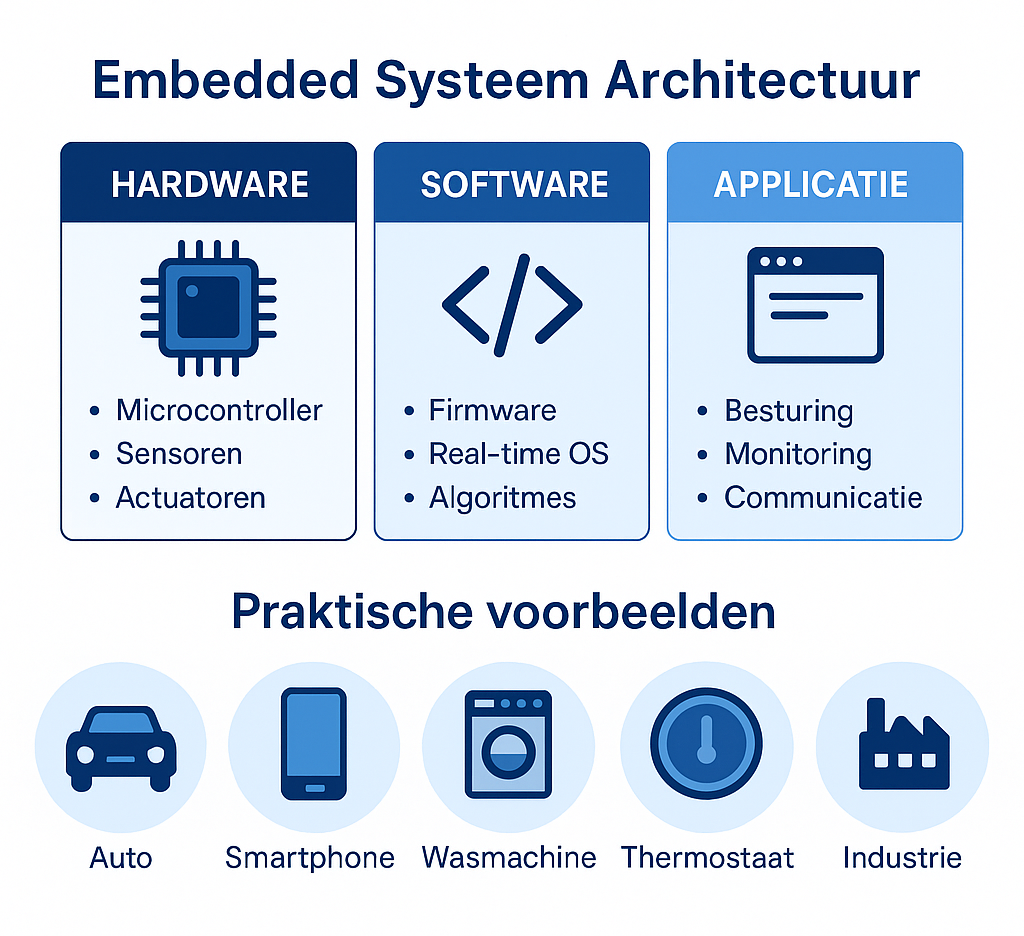 Embedded Systeem Architectuur
HARDWARE
• Microcontroller
• Sensoren
• Actuatoren
SOFTWARE
• Firmware
• Real-time OS
• Algoritmes
APPLICATIE
• Besturing
• Monitoring
• Communicatie
Praktische voorbeelden
Auto
Smartphone
Wasmachine
Thermostaat
Industrie